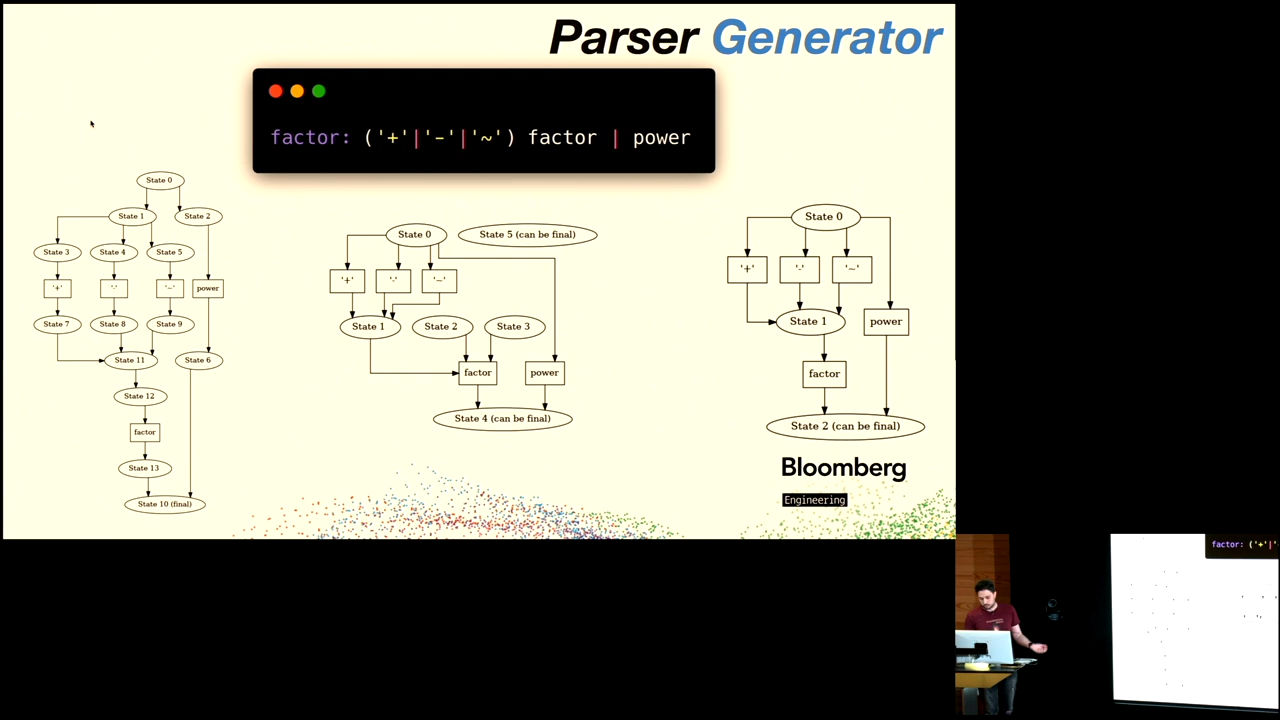 Parser Generator
factor: ('+'|'-'|'~') factor | power
State 0
State 1
State 2
State 3
State 4
State 5
'+'
'-'
'~'
power
State 7
State 8
State 9
State 11
State 6
State 12
factor
State 13
State 10 (final)
State 0
State 5 (can be final)
'+'
'-'
'~'
State 1
State 2
State 3
factor
power
State 4 (can be final)
State 0
'+'
'-'
'~'
State 1
power
factor
State 2 (can be final)
Bloomberg
Engineering
factor: ('+'|'